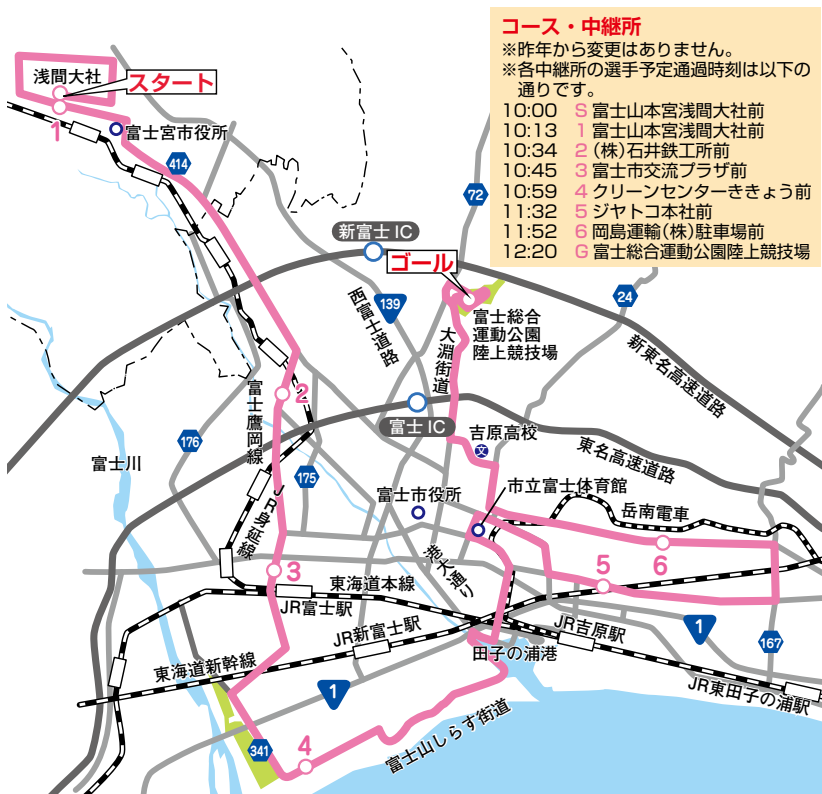 コース・中継所
※昨年から変更はありません。
※各中継所の選手予定通過時刻は以下の
通りです。
10:00 S 富士山本宮浅間大社前
10:13 1 富士山本宮浅間大社前
10:34 2 (株)石井鉄工所前
10:45 3 富士市交流プラザ前
10:59 4 クリーンセンターききょう前
11:32 5 ジヤトコ本社前
11:52 6 岡島運輸(株)駐車場前
12:20 G 富士総合運動公園陸上競技場
浅間大社
スタート
1
富士宮市役所
414
72
新富士 IC
ゴール
139
西富士道路
24
富士総合
運動公園
陸上競技場
大淵街道
新東名高速道路
2
富士鷹岡線
富士 IC
176
吉原高校
文
東名高速道路
富士川
175
富士市役所
市立富士体育館
岳南電車
JR身延線
港大通り
3
5
6
東海道本線
JR富士駅
JR新富士駅
JR吉原駅
1
167
田子の浦港
東海道新幹線
JR東田子の浦駅
1
富士山しらす街道
341
4